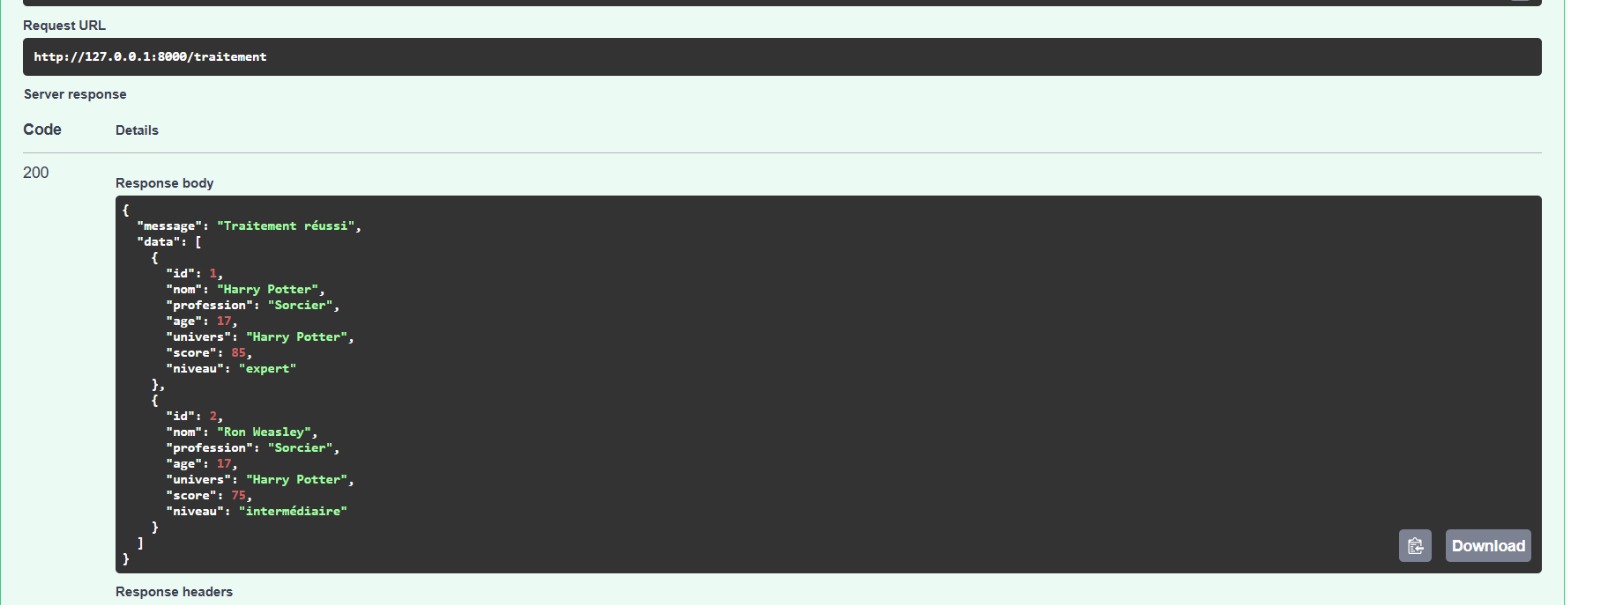 Request URL
http://127.0.0.1:8000/traitement
Server response
Code Details
200
Response body
{
"message": "Traitement réussi",
"data": [
{
"id": 1,
"nom": "Harry Potter",
"profession": "Sorcier",
"age": 17,
"univers": "Harry Potter",
"score": 85,
"niveau": "expert"
},
{
"id": 2,
"nom": "Ron Weasley",
"profession": "Sorcier",
"age": 17,
"univers": "Harry Potter",
"score": 75,
"niveau": "intermédiaire"
}
]
}
Download
Response headers